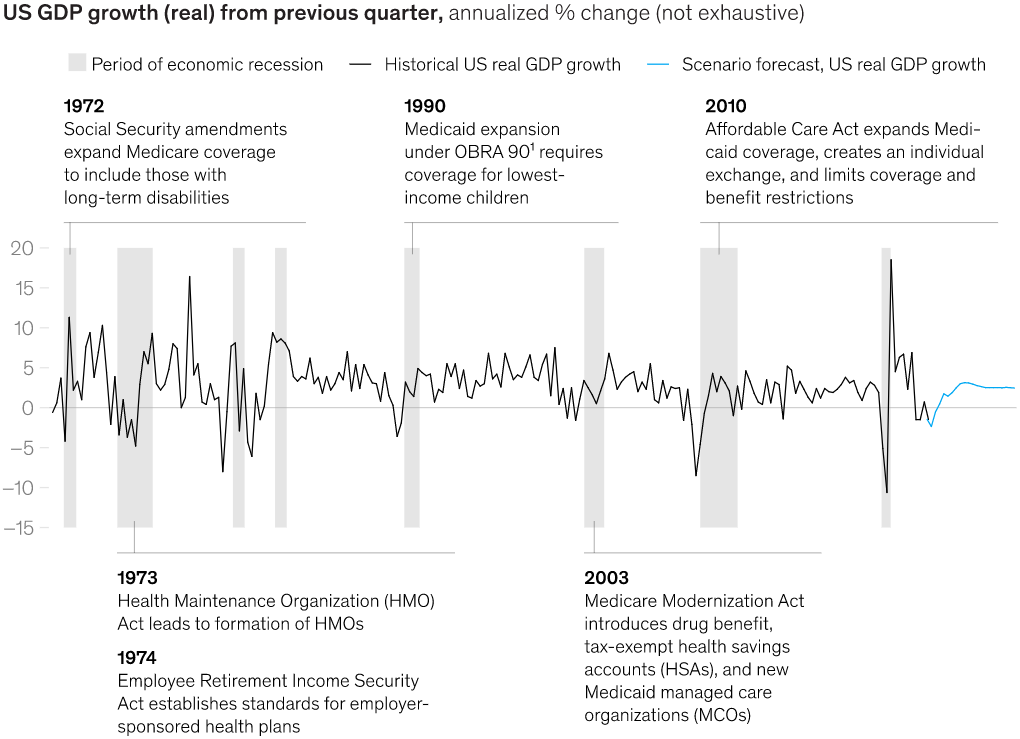 US GDP growth (real) from previous quarter, annualized % change (not exhaustive)
Period of economic recession
Historical US real GDP growth
Scenario forecast, US real GDP growth
1972
Social Security amendments
expand Medicare coverage
to include those with
long-term disabilities
1990
Medicaid expansion
under OBRA 90¹ requires
coverage for lowest-
income children
2010
Affordable Care Act expands Medi-
caid coverage, creates an individual
exchange, and limits coverage and
benefit restrictions
20
15
10
5
0
–5
–10
–15
1973
Health Maintenance Organization (HMO)
Act leads to formation of HMOs
1974
Employee Retirement Income Security
Act establishes standards for employer-
sponsored health plans
2003
Medicare Modernization Act
introduces drug benefit,
tax-exempt health savings
accounts (HSAs), and new
Medicaid managed care
organizations (MCOs)